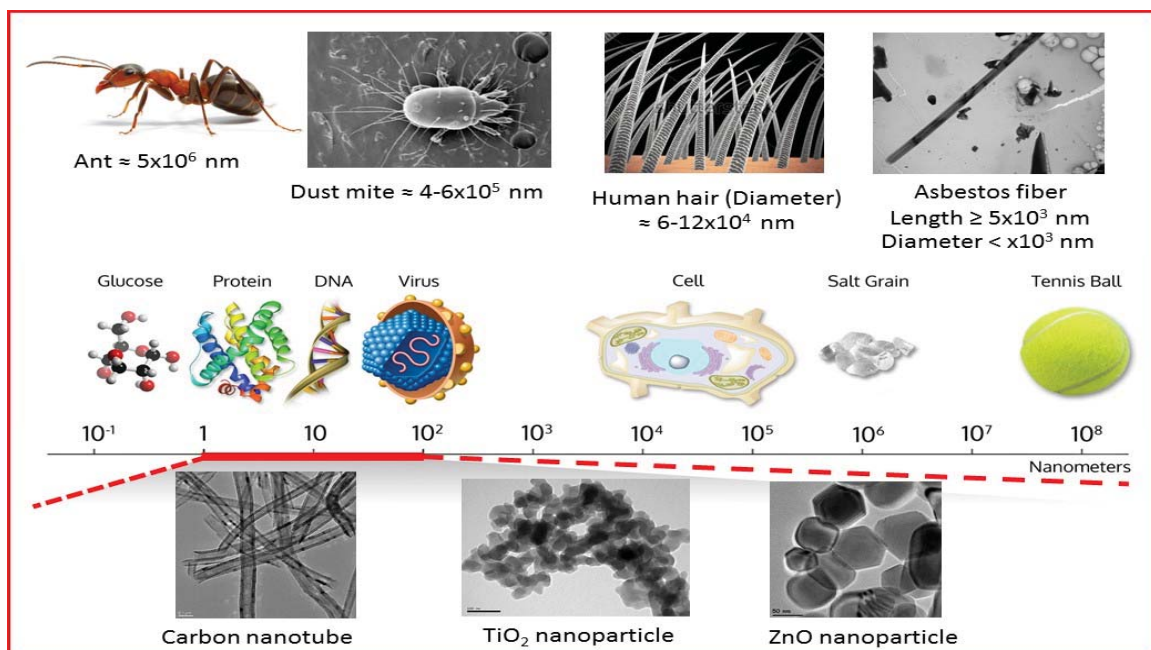 Ant ≈ 5x10⁶ nm
Dust mite ≈ 4-6x10⁵ nm
Human hair (Diameter)
≈ 6-12x10⁴ nm
Asbestos fiber
Length ≥ 5x10³ nm
Diameter < x10³ nm
Glucose Protein DNA Virus Cell Salt Grain Tennis Ball
10⁻¹ 1 10 10² 10³ 10⁴ 10⁵ 10⁶ 10⁷ 10⁸
Nanometers
50 nm
Carbon nanotube TiO₂ nanoparticle ZnO nanoparticle